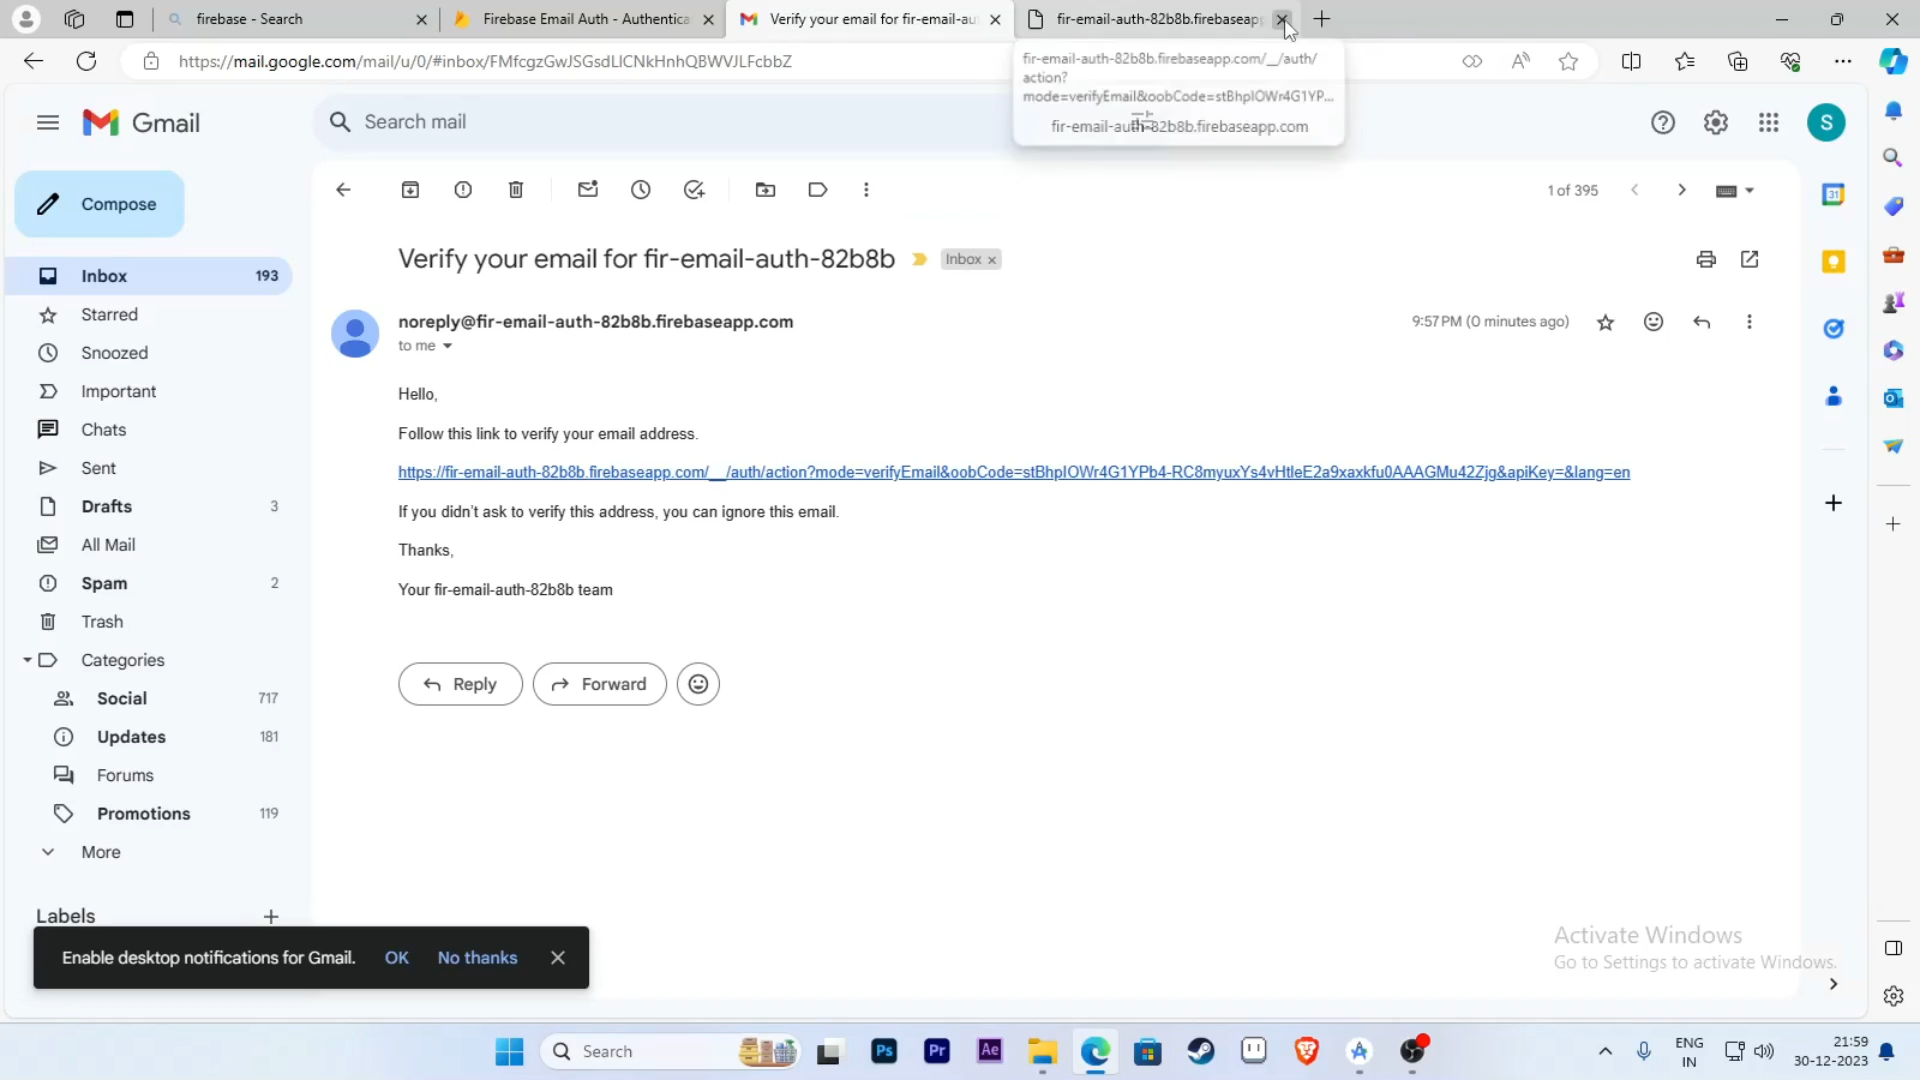 firebase - Search
Firebase Email Auth - Authentica
Verify your email for fir-email-au
fir-email-auth-82b8b.firebaseap
https://mail.google.com/mail/u/0/#inbox/FMfcgzGwJSGsdLlCNkHnhQBWVJLFcbbZ
fir-email-auth-82b8b.firebaseapp.com/__/auth/
action?
mode=verifyEmail&oobCode=stBhpIOWr4G1YP...
fir-email-auth-82b8b.firebaseapp.com
Gmail
Search mail
S
Compose
1 of 395
Inbox 193
Starred
Snoozed
Important
Chats
Sent
Drafts 3
All Mail
Spam 2
Trash
Categories
Social 717
Updates 181
Forums
Promotions 119
More
Labels
Verify your email for fir-email-auth-82b8b
Inbox
noreply@fir-email-auth-82b8b.firebaseapp.com
9:57 PM (0 minutes ago)
to me
Hello,
Follow this link to verify your email address.
https://fir-email-auth-82b8b.firebaseapp.com/__/auth/action?mode=verifyEmail&oobCode=stBhpIOWr4G1YPb4-RC8myuxYs4vHtleE2a9xaxkfu0AAAGMu42Zjg&apiKey=&lang=en
If you didn't ask to verify this address, you can ignore this email.
Thanks,
Your fir-email-auth-82b8b team
Reply
Forward
31
Enable desktop notifications for Gmail. OK No thanks
Activate Windows
Go to Settings to activate Windows.
Search
Ps
Pr
Ae
ENG
IN
21:59
30-12-2023